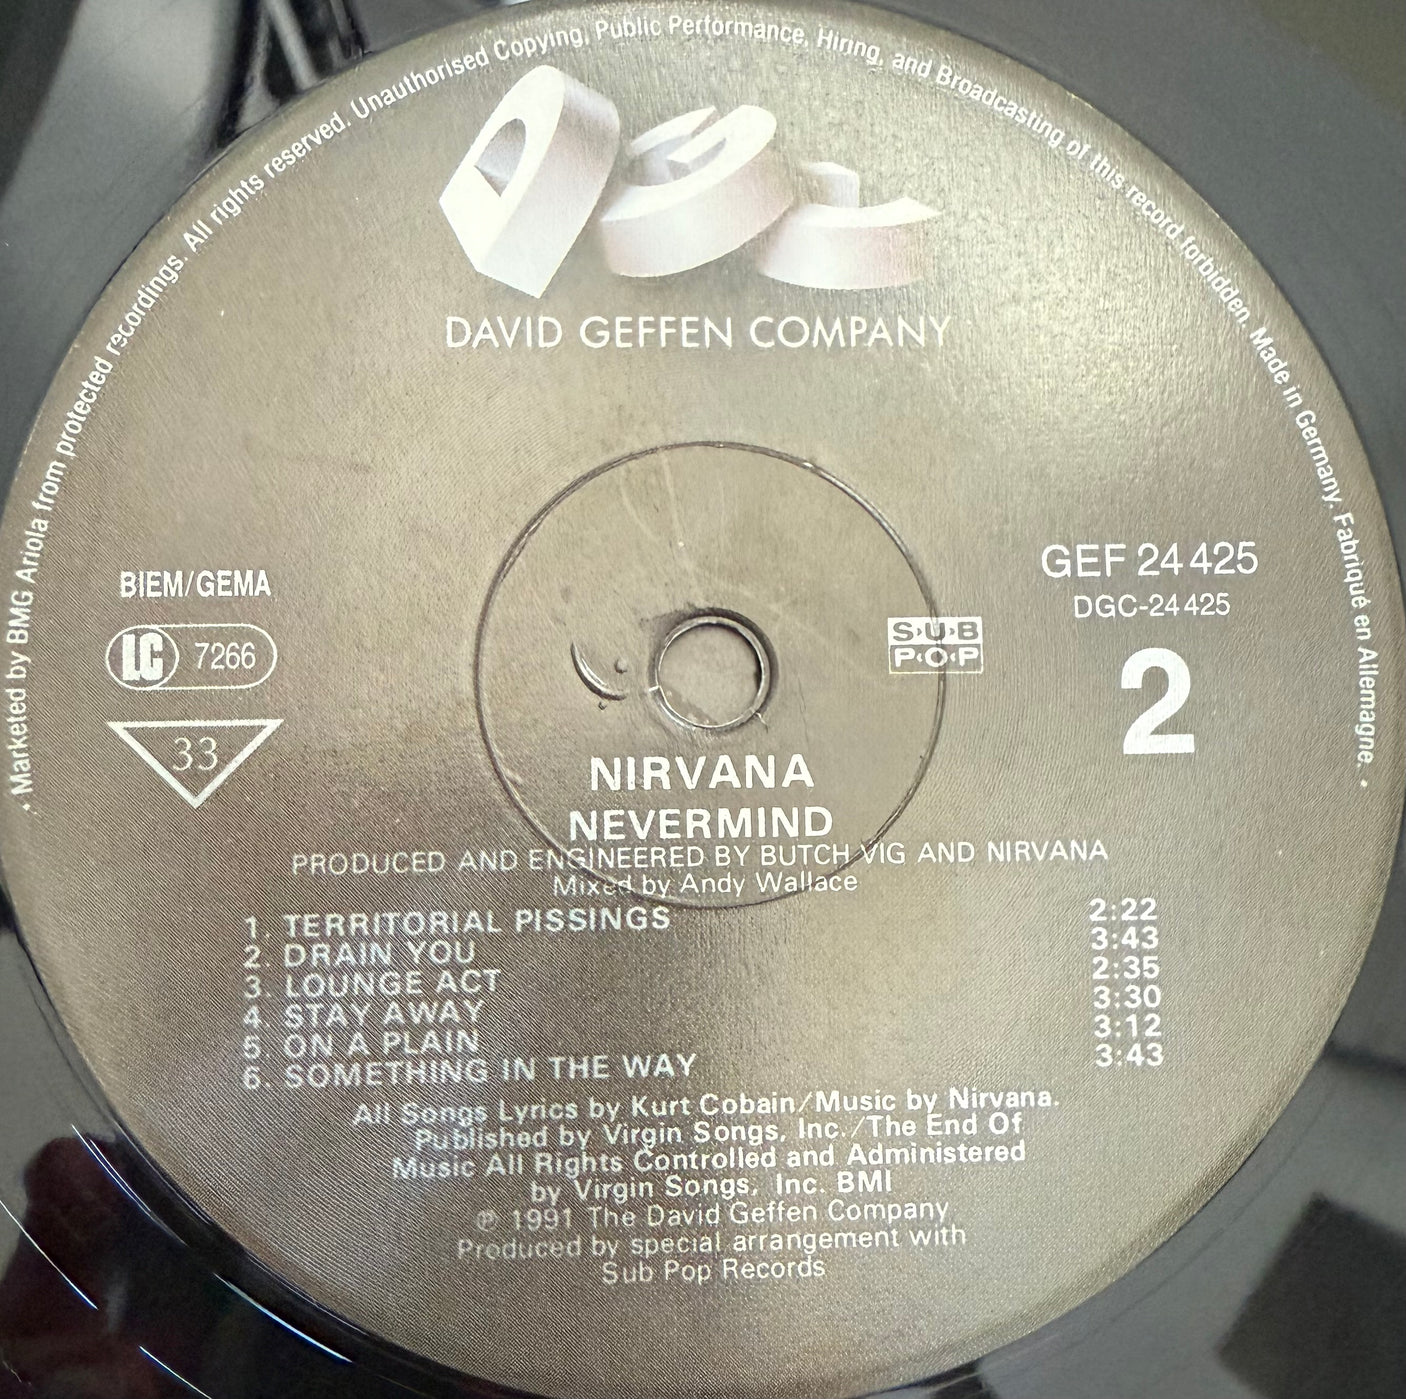 • Marketed by BMG Ariola from protected recordings. All rights reserved. Unauthorised Copying, Public Performance, Hiring, and Broadcasting of this record forbidden. Made in Germany. Fabriqué en Allemagne. •
DGC
DAVID GEFFEN COMPANY
BIEM/GEMA
LC 7266
33
GEF 24 425
DGC-24 425
SUB
POP
2
NIRVANA
NEVERMIND
PRODUCED AND ENGINEERED BY BUTCH VIG AND NIRVANA
Mixed by Andy Wallace
1. TERRITORIAL PISSINGS 2:22
2. DRAIN YOU 3:43
3. LOUNGE ACT 2:35
4. STAY AWAY 3:30
5. ON A PLAIN 3:12
6. SOMETHING IN THE WAY 3:43
All Songs Lyrics by Kurt Cobain/Music by Nirvana.
Published by Virgin Songs, Inc./The End Of
Music All Rights Controlled and Administered
by Virgin Songs, Inc. BMI
℗ 1991 The David Geffen Company
Produced by special arrangement with
Sub Pop Records